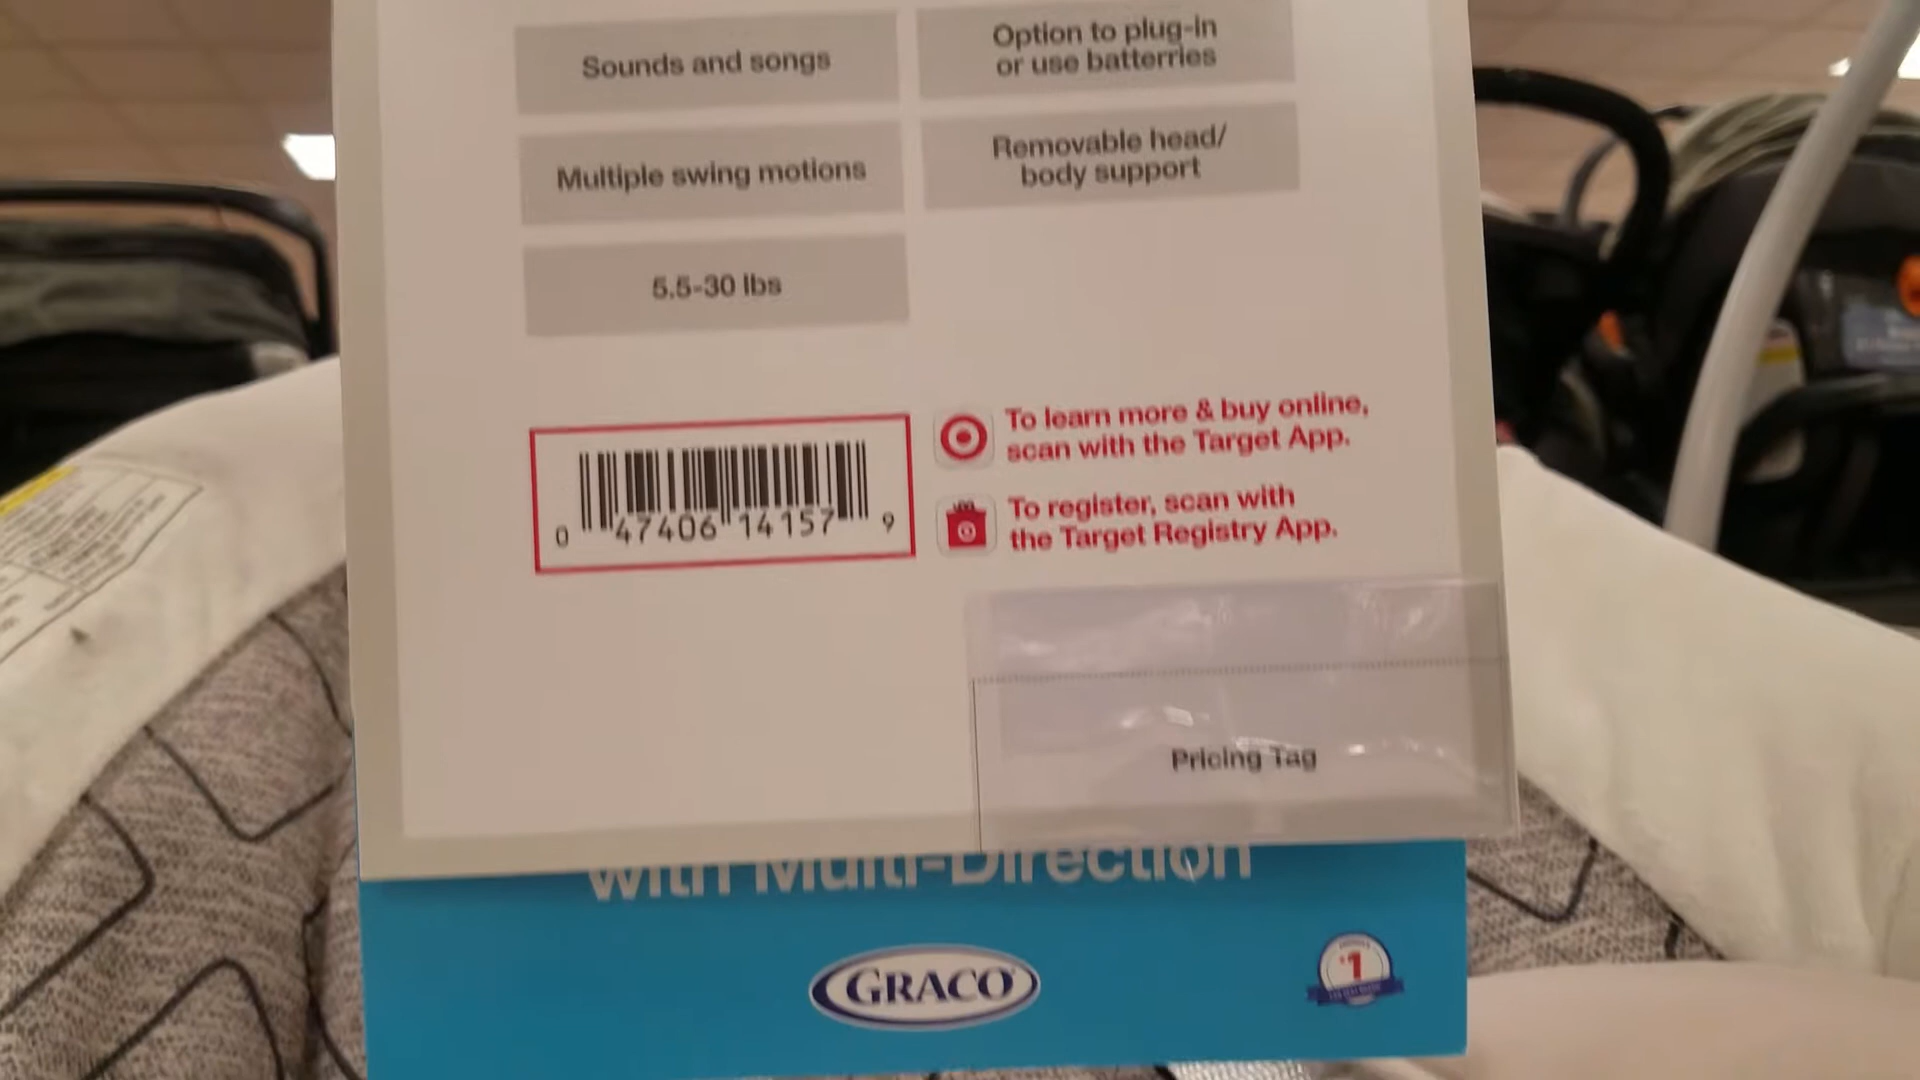 Sounds and songs
Option to plug-in
or use batterries
Multiple swing motions
Removable head/
body support
5.5-30 lbs
0 47406 14157 9
To learn more & buy online,
scan with the Target App.
To register, scan with
the Target Registry App.
Pricing Tag
with Multi-Direction
GRACO
#1